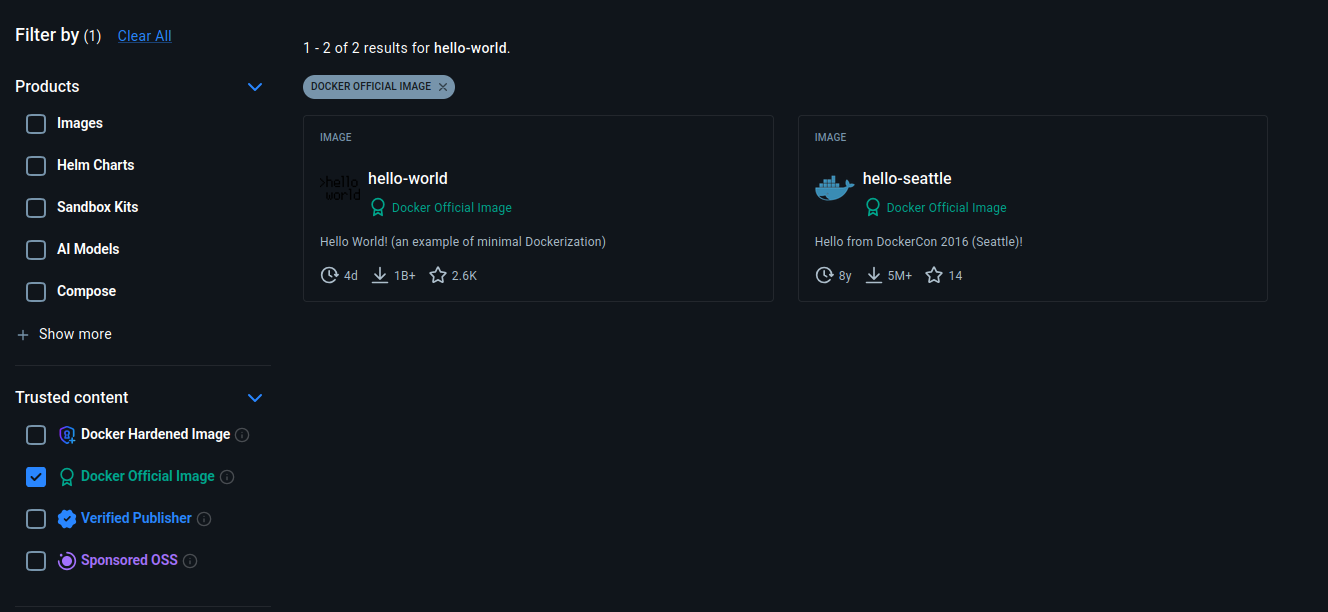 Filter by (1) Clear All
Products
Images
Helm Charts
Sandbox Kits
AI Models
Compose
Show more
Trusted content
Docker Hardened Image
Docker Official Image
Verified Publisher
Sponsored OSS
1 - 2 of 2 results for hello-world.
DOCKER OFFICIAL IMAGE
IMAGE
>hello
world
hello-world
Docker Official Image
Hello World! (an example of minimal Dockerization)
4d 1B+ 2.6K
IMAGE
hello-seattle
Docker Official Image
Hello from DockerCon 2016 (Seattle)!
8y 5M+ 14